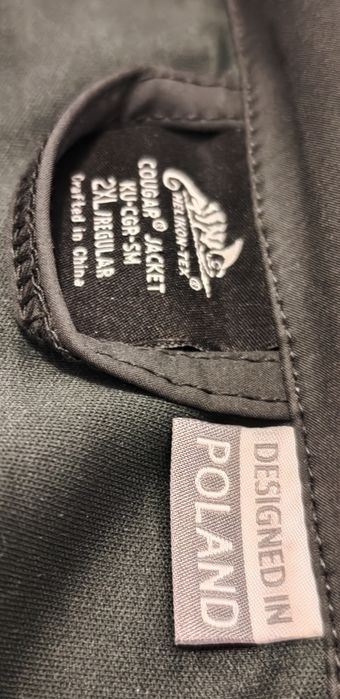 HELIKON-TEX®
COUGAR® JACKET
KU-CGR-SM
2XL/REGULAR
Crafted in China
DESIGNED IN
POLAND